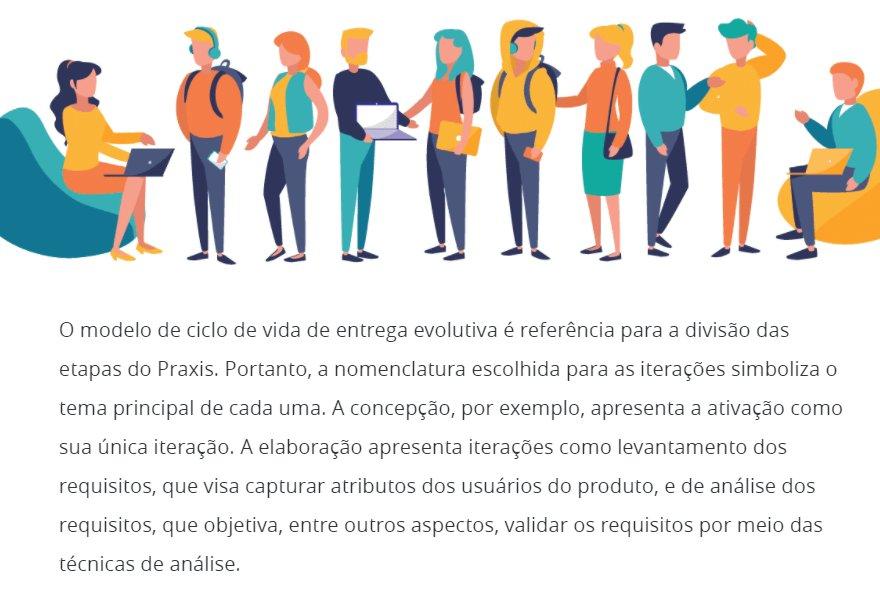 O modelo de ciclo de vida de entrega evolutiva é referência para a divisão das
etapas do Praxis. Portanto, a nomenclatura escolhida para as iterações simboliza o
tema principal de cada uma. A concepção, por exemplo, apresenta a ativação como
sua única iteração. A elaboração apresenta iterações como levantamento dos
requisitos, que visa capturar atributos dos usuários do produto, e de análise dos
requisitos, que objetiva, entre outros aspectos, validar os requisitos por meio das
técnicas de análise.